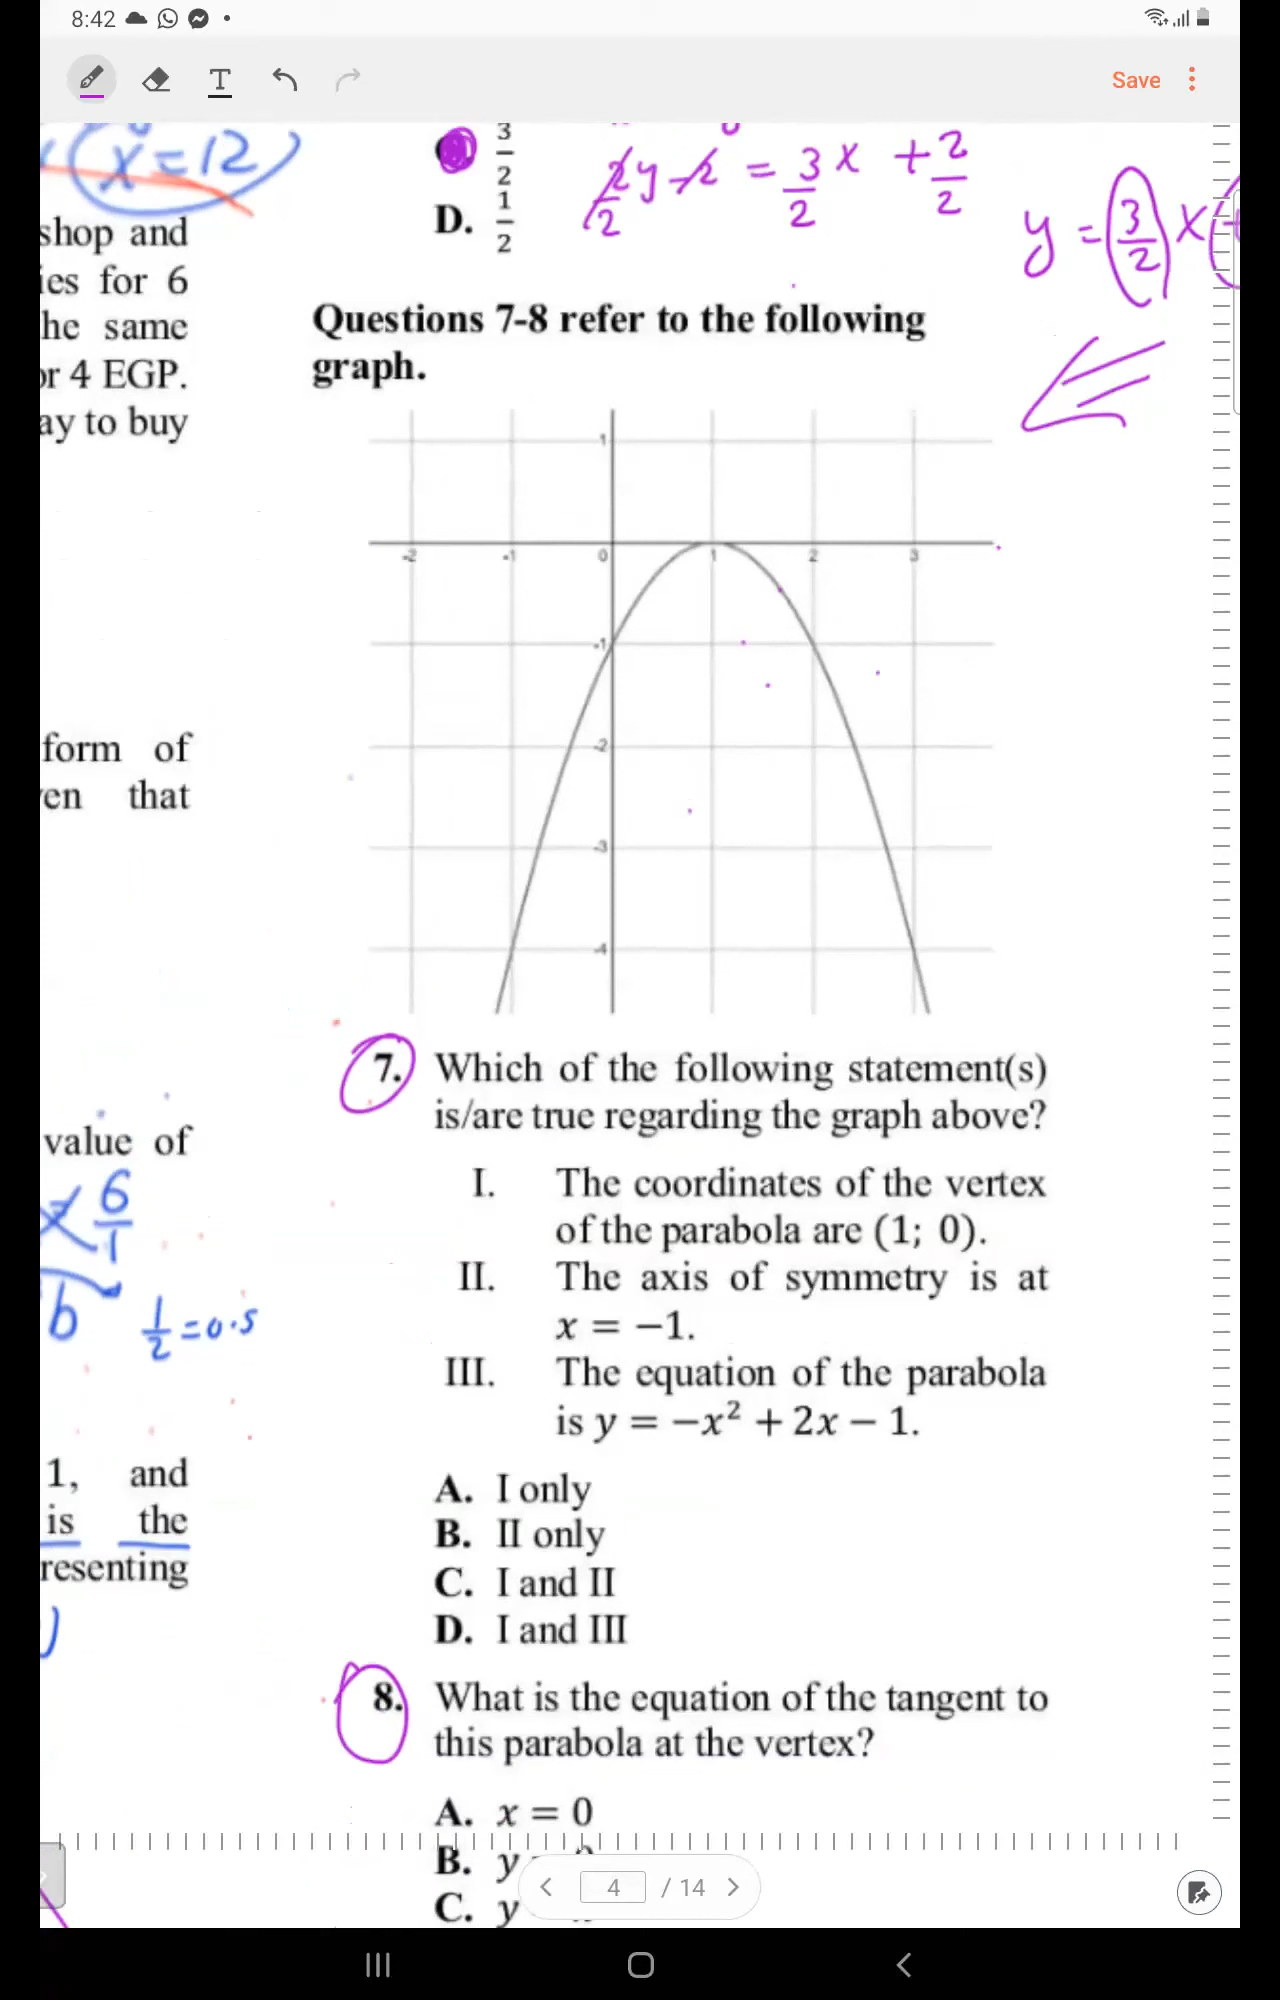 8:42
T
Save
x = 12
3/2
2y - 2 = 3/2 x + 2/2
D. 1/2
y = 3/2 x
shop and
ies for 6
he same
or 4 EGP.
ay to buy
Questions 7-8 refer to the following
graph.
1
-2 -1 0 1 2 3
-1
-2
-3
-4
form of
en that
value of
6/1
b 1/2 = 0.5
1, and
is the
resenting
7. Which of the following statement(s)
is/are true regarding the graph above?
I. The coordinates of the vertex
of the parabola are (1; 0).
II. The axis of symmetry is at
x = −1.
III. The equation of the parabola
is y = −x² + 2x − 1.
A. I only
B. II only
C. I and II
D. I and III
8. What is the equation of the tangent to
this parabola at the vertex?
A. x = 0
B. y
C. y
4 / 14